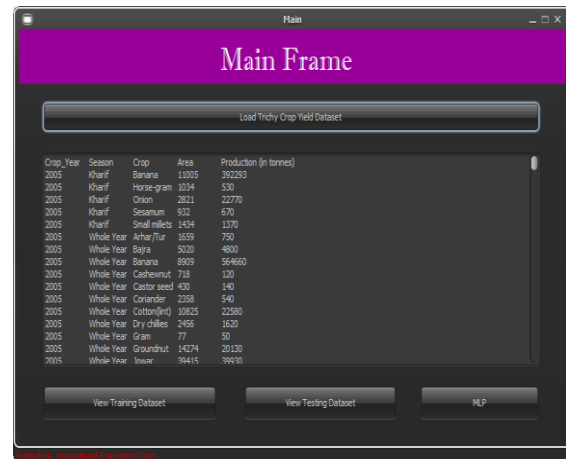 Main
Main Frame
Load Trichy Crop Yield Dataset
Crop_Year Season Crop Area Production (in tonnes)
2005 Kharif Banana 11005 392293
2005 Kharif Horse-gram 1034 530
2005 Kharif Onion 2821 22770
2005 Kharif Sesamum 932 670
2005 Kharif Small millets 1434 1370
2005 Whole Year Arhar/Tur 1659 750
2005 Whole Year Bajra 5020 4800
2005 Whole Year Banana 8909 564660
2005 Whole Year Cashewnut 718 120
2005 Whole Year Castor seed 430 140
2005 Whole Year Coriander 2358 540
2005 Whole Year Cotton(lint) 10825 22580
2005 Whole Year Dry chillies 2456 1620
2005 Whole Year Gram 77 50
2005 Whole Year Groundnut 14274 20130
2005 Whole Year Jowar 39415 39930
View Training Dataset View Testing Dataset MLP